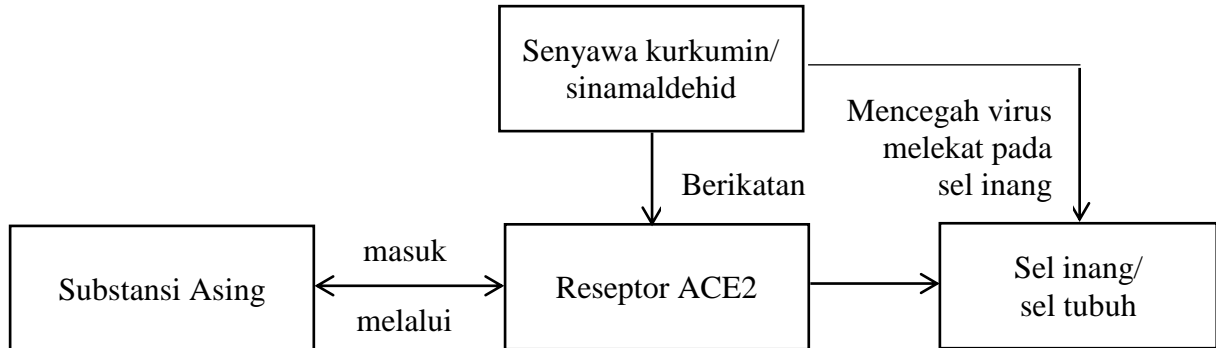 Senyawa kurkumin/
sinamaldehid
Mencegah virus
melekat pada
sel inang
Berikatan
Substansi Asing
masuk
melalui
Reseptor ACE2
Sel inang/
sel tubuh